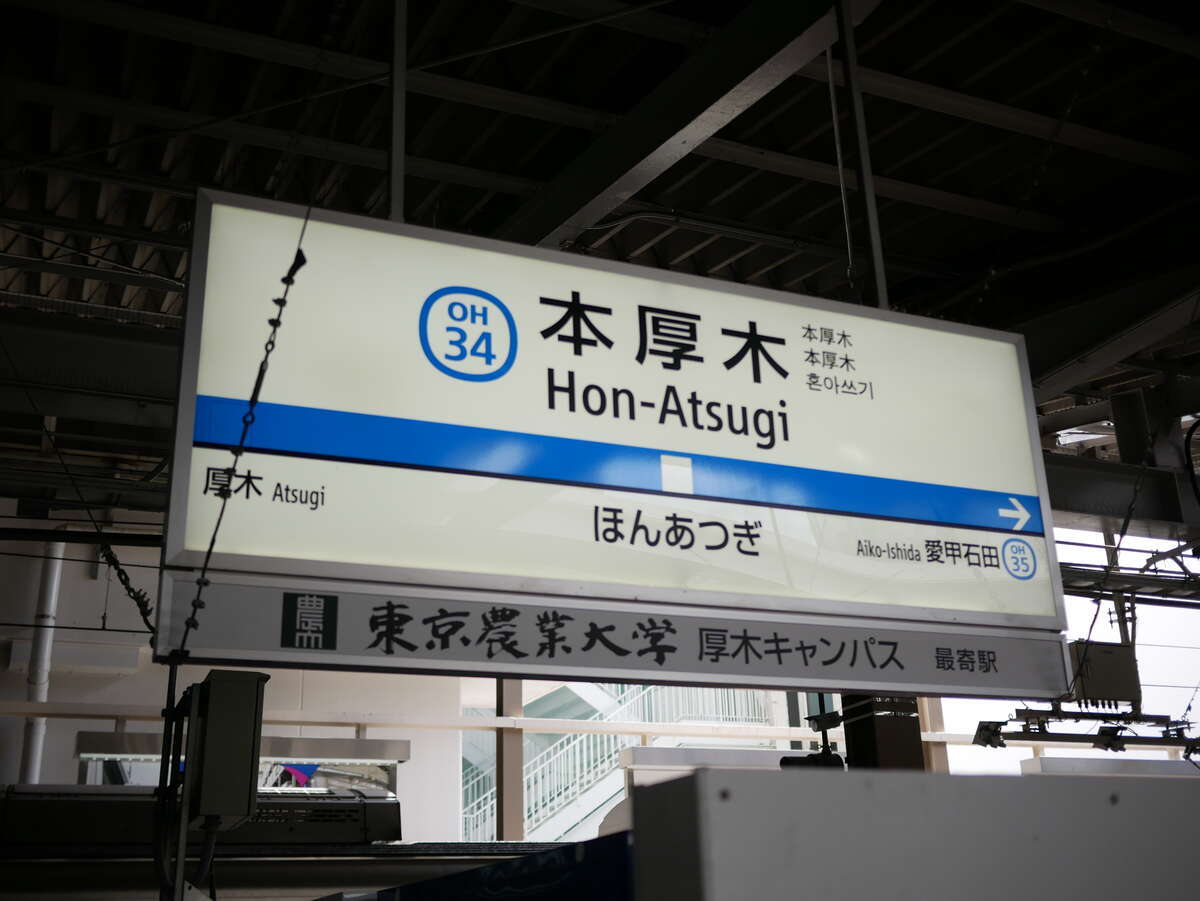 OH
34
本厚木
Hon-Atsugi
本厚木
本厚木
혼아쓰기
厚木 Atsugi
ほんあつぎ
Aiko-Ishida 愛甲石田 OH 35
東京農業大学 厚木キャンパス 最寄駅